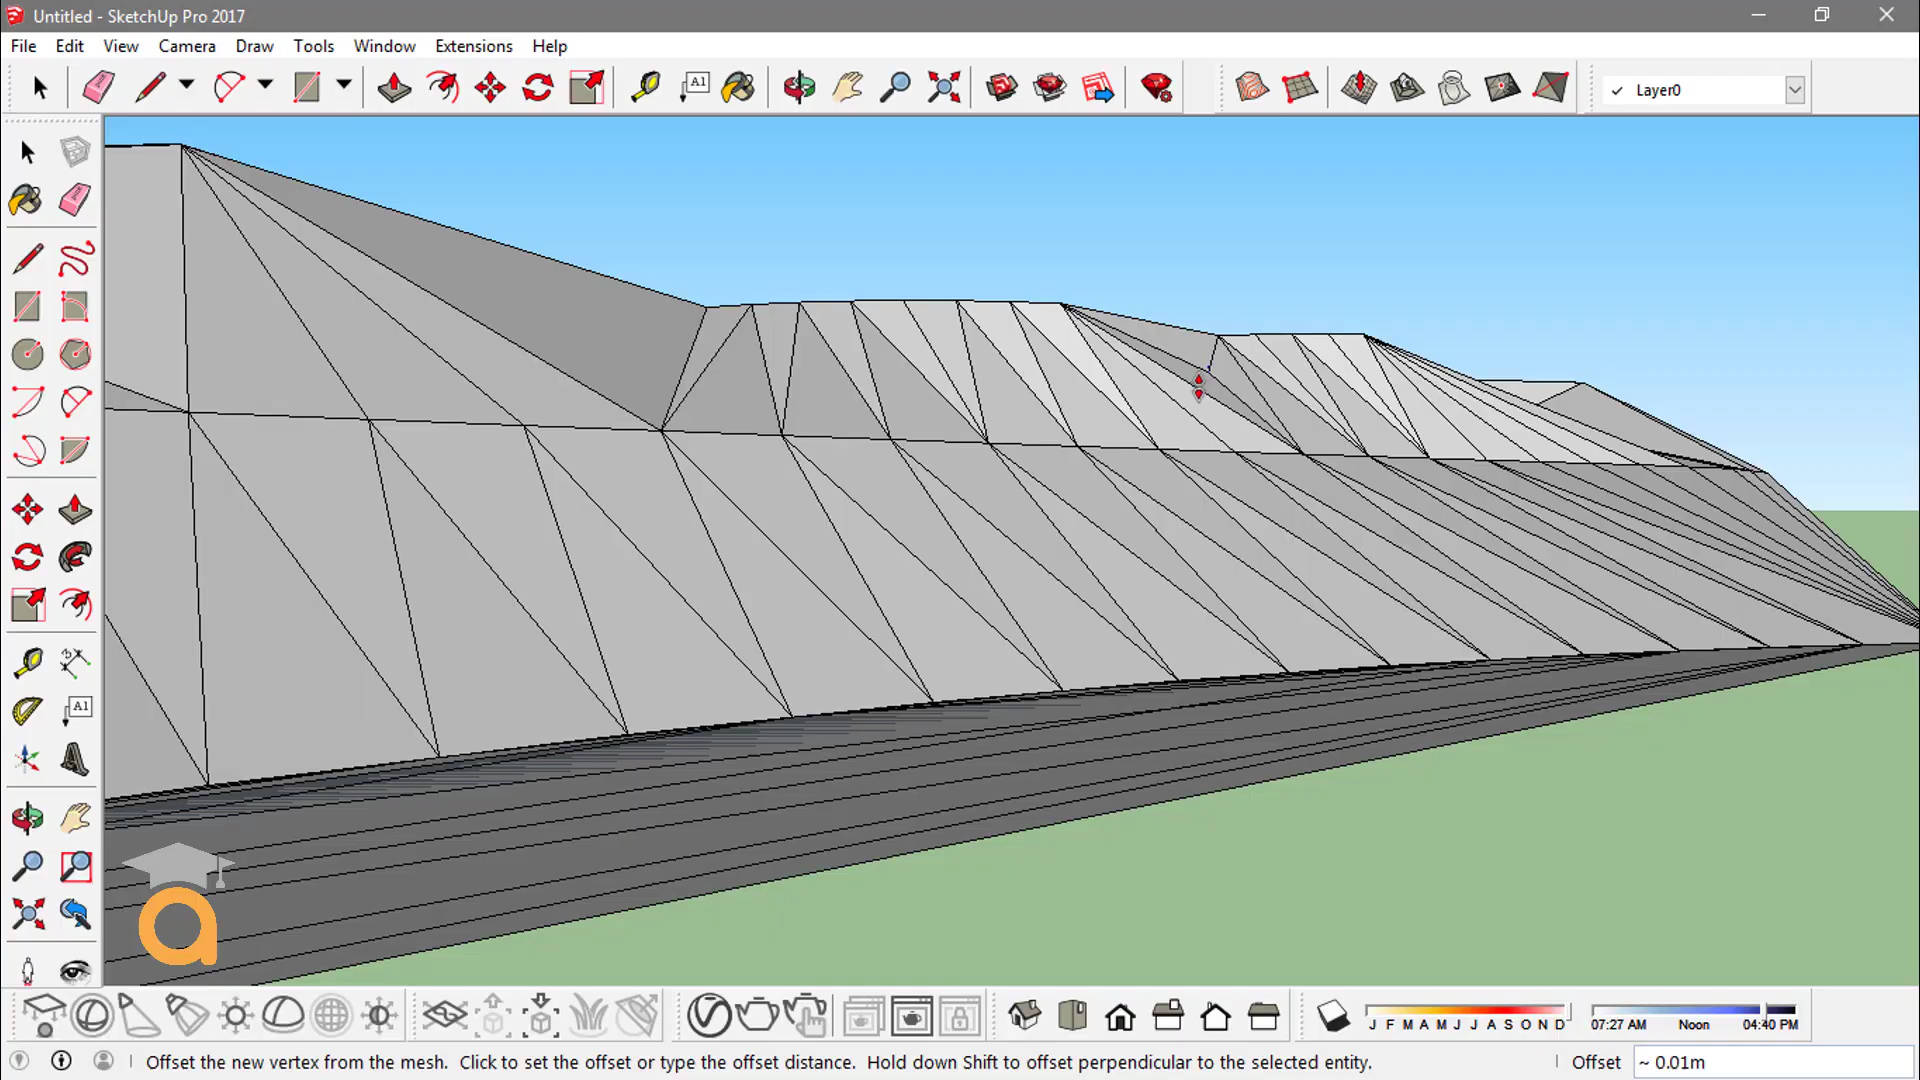 Untitled - SketchUp Pro 2017
File Edit View Camera Draw Tools Window Extensions Help
A1
✓ Layer0
A1
J F M A M J J A S O N D
07:27 AM Noon 04:40 PM
Offset the new vertex from the mesh. Click to set the offset or type the offset distance. Hold down Shift to offset perpendicular to the selected entity.
Offset ~ 0.01m